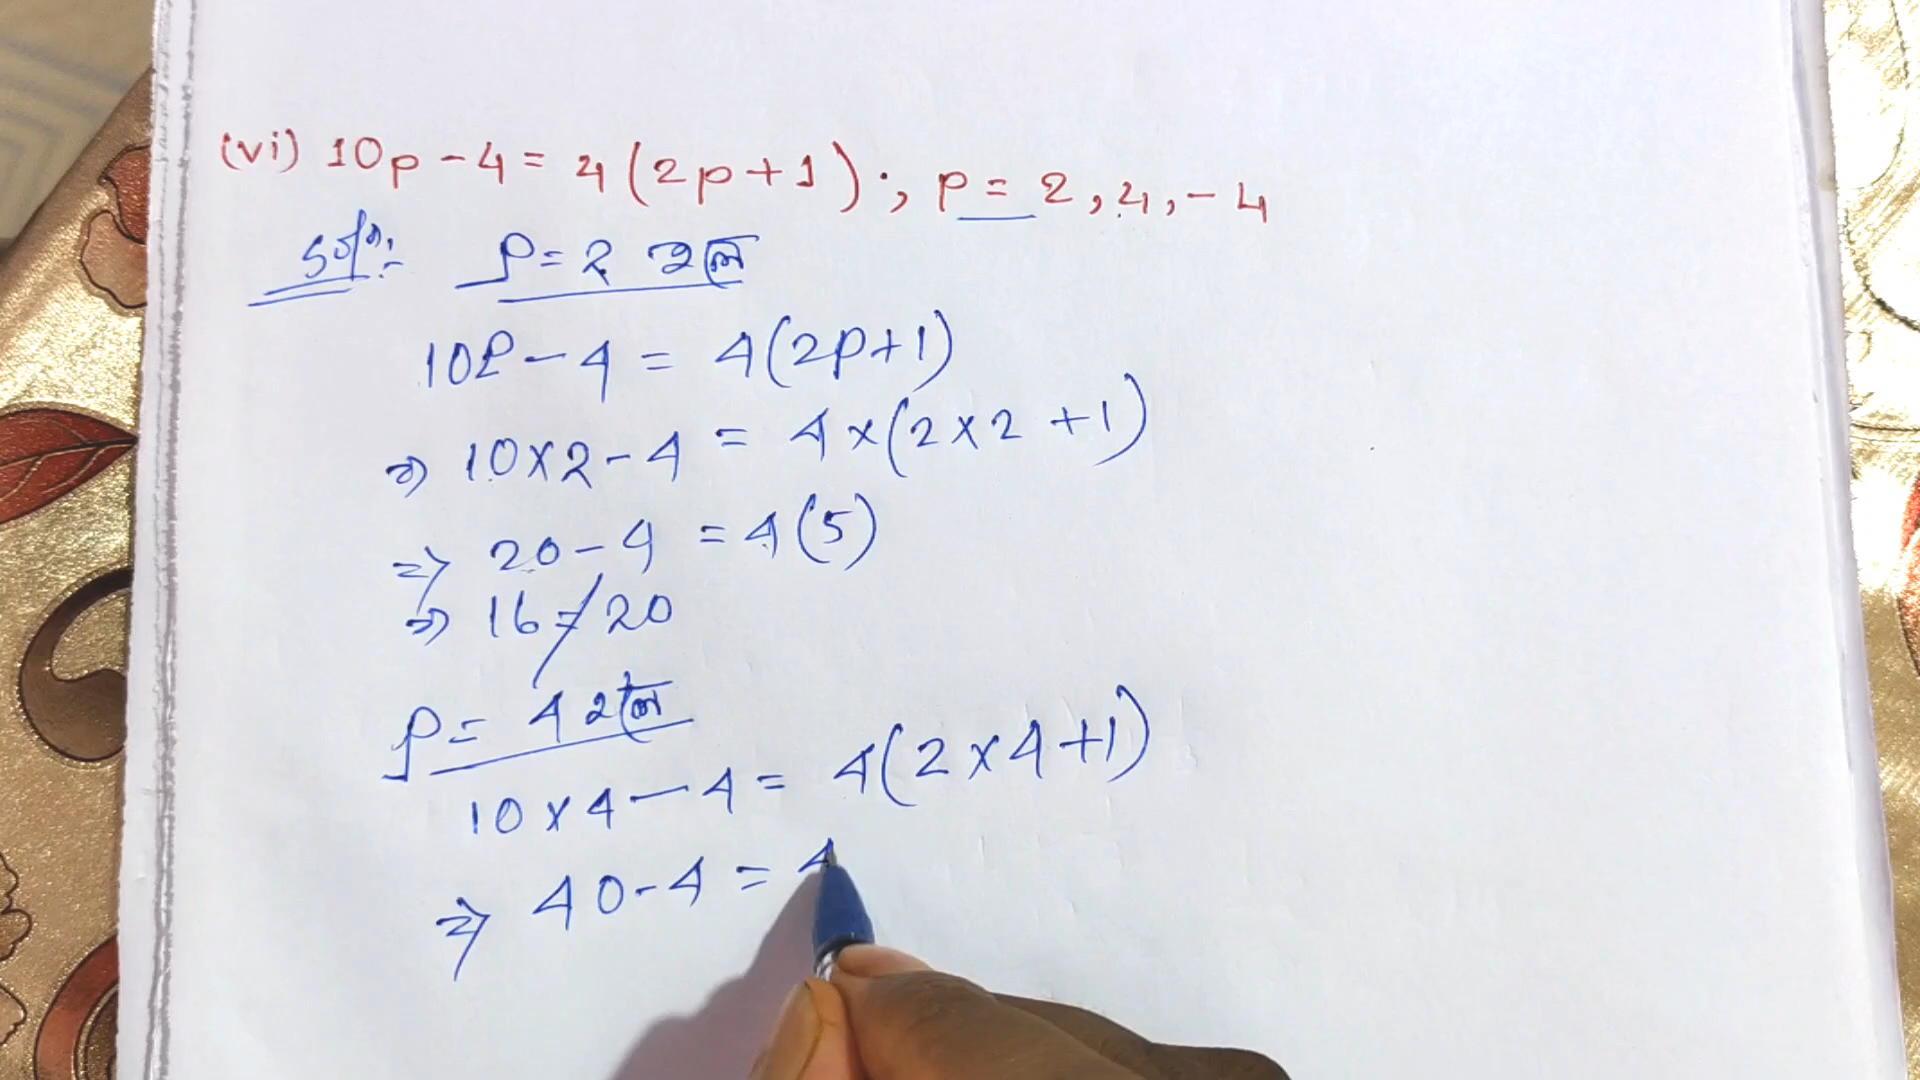 (vi) 10p - 4 = 4(2p+1); p = 2, 4, -4
Solⁿ:- P = 2 হলে
10P - 4 = 4(2P+1)
⇒ 10×2-4 = 4×(2×2+1)
⇒ 20-4 = 4(5)
⇒ 16 ≠ 20
P = 4 হলে
10×4-4 = 4(2×4+1)
⇒ 40-4 = 4